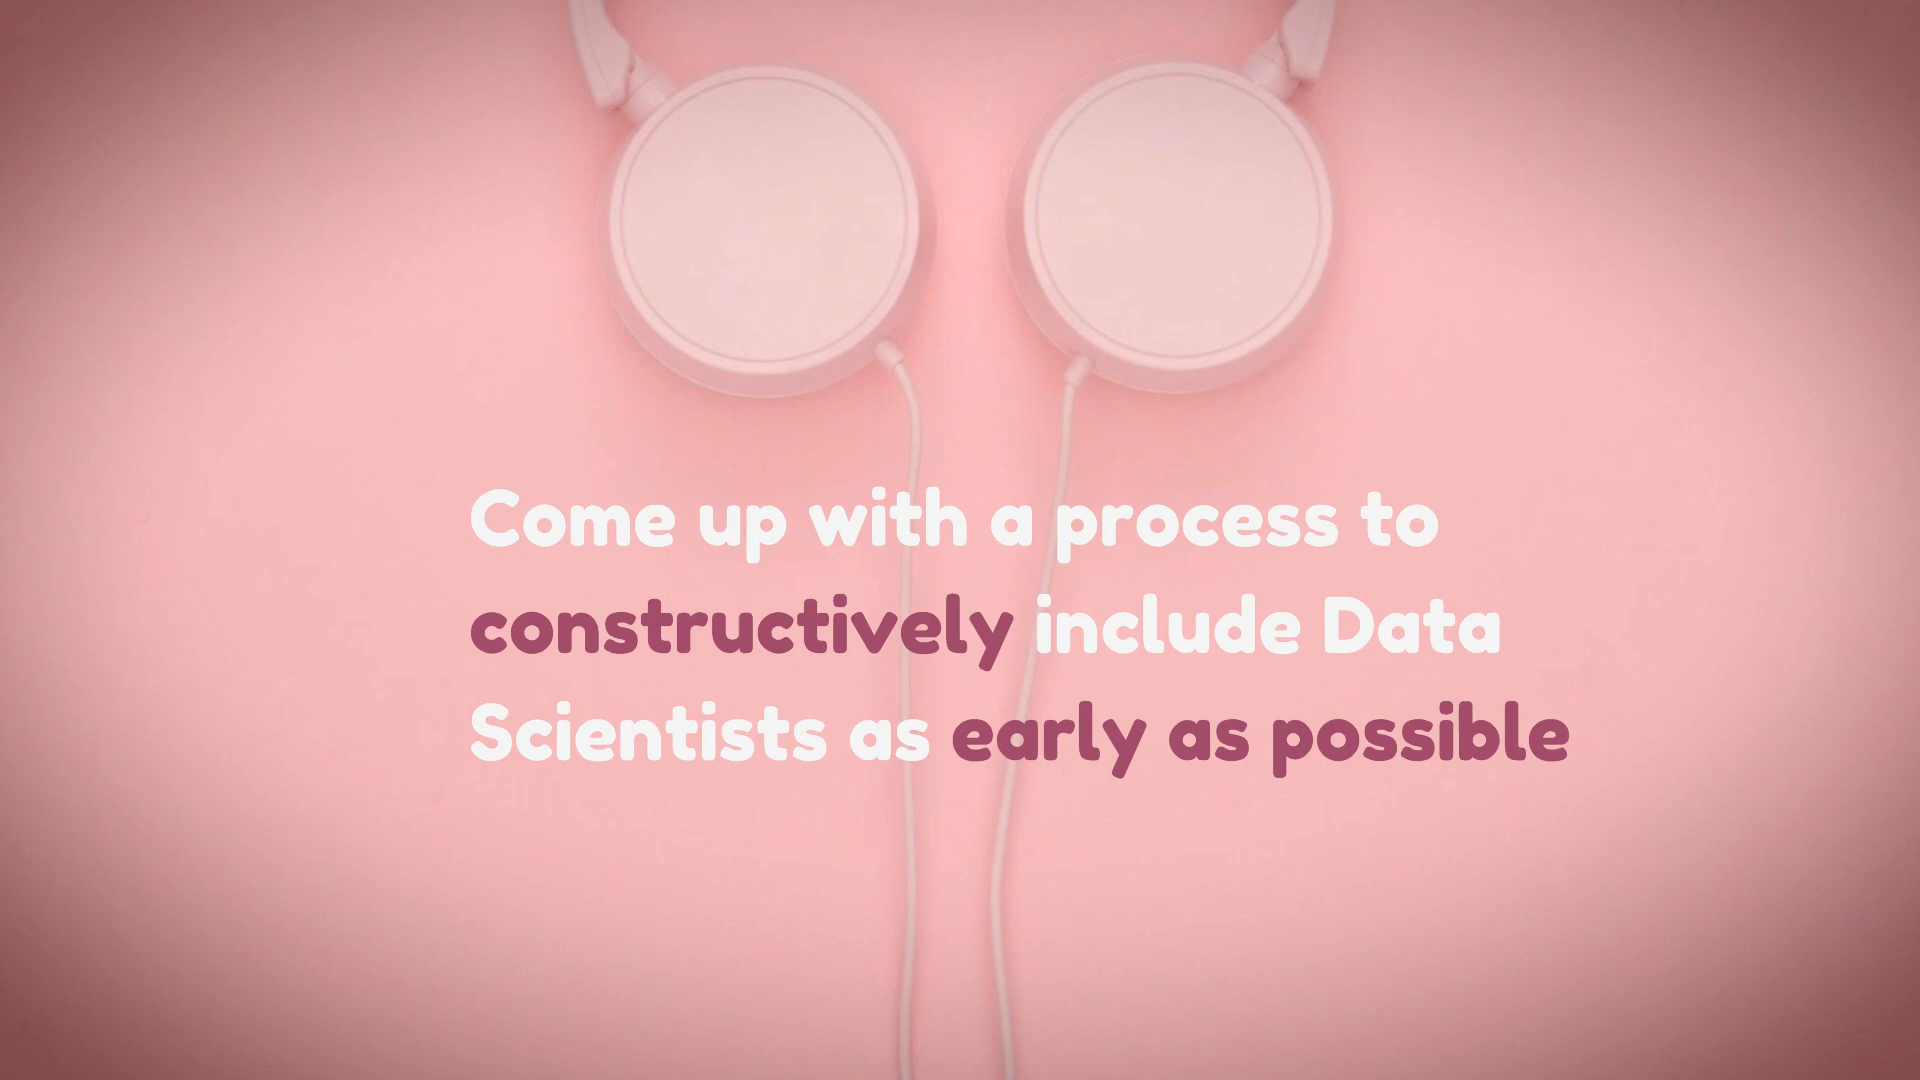 Come up with a process to
constructively include Data
Scientists as early as possible